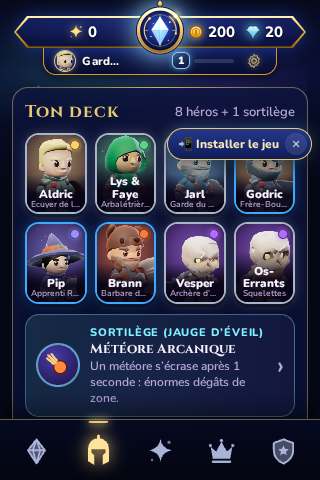 0
200
20
Gard...
1
TON DECK
8 héros + 1 sortilège
Installer le jeu ×
Aldric
Écuyer de l...
Lys & Faye
Arbalétrièr...
Jarl
Garde du ...
Godric
Frère-Bou...
Pip
Apprenti R...
Brann
Barbare d...
Vesper
Archère d'...
Os-Errants
Squelettes
SORTILÈGE (JAUGE D'ÉVEIL)
MÉTÉORE ARCANIQUE
Un météore s'écrase après 1
seconde : énormes dégâts de
zone.